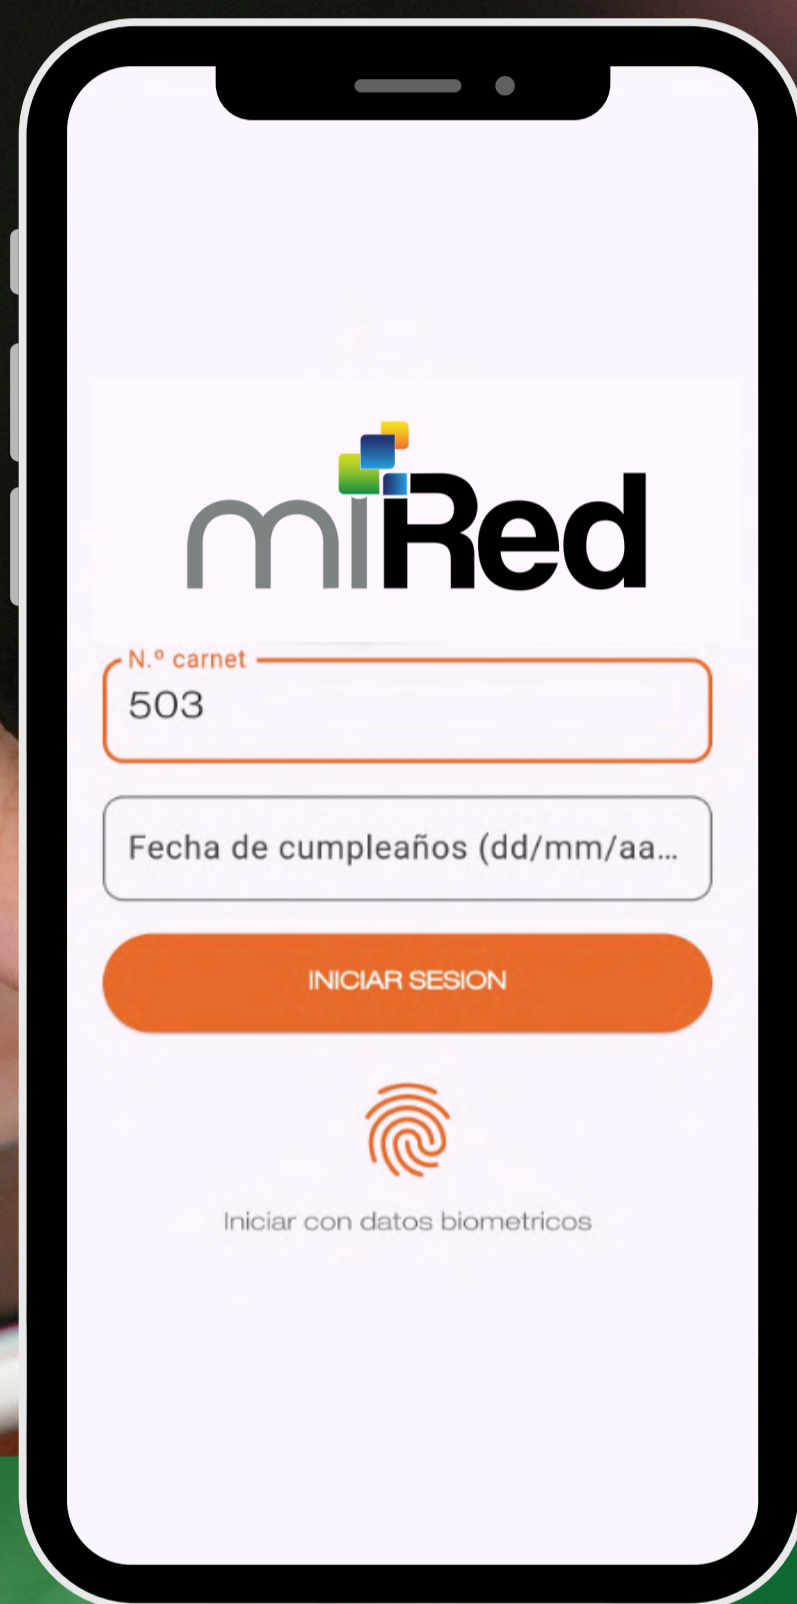 miRed
N.º carnet
503
Fecha de cumpleaños (dd/mm/aa...
INICIAR SESION
Iniciar con datos biometricos